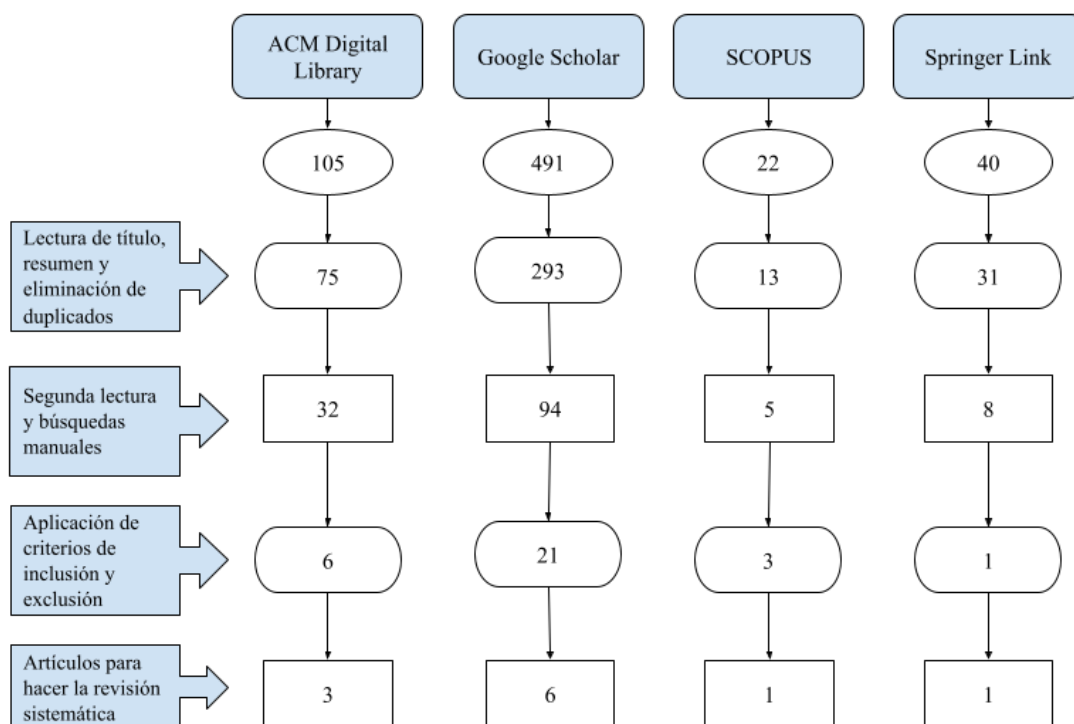 ACM Digital
Library
Google Scholar
SCOPUS
Springer Link
105
491
22
40
Lectura de título,
resumen y
eliminación de
duplicados
75
293
13
31
Segunda lectura
y búsquedas
manuales
32
94
5
8
Aplicación de
criterios de
inclusión y
exclusión
6
21
3
1
Artículos para
hacer la revisión
sistemática
3
6
1
1